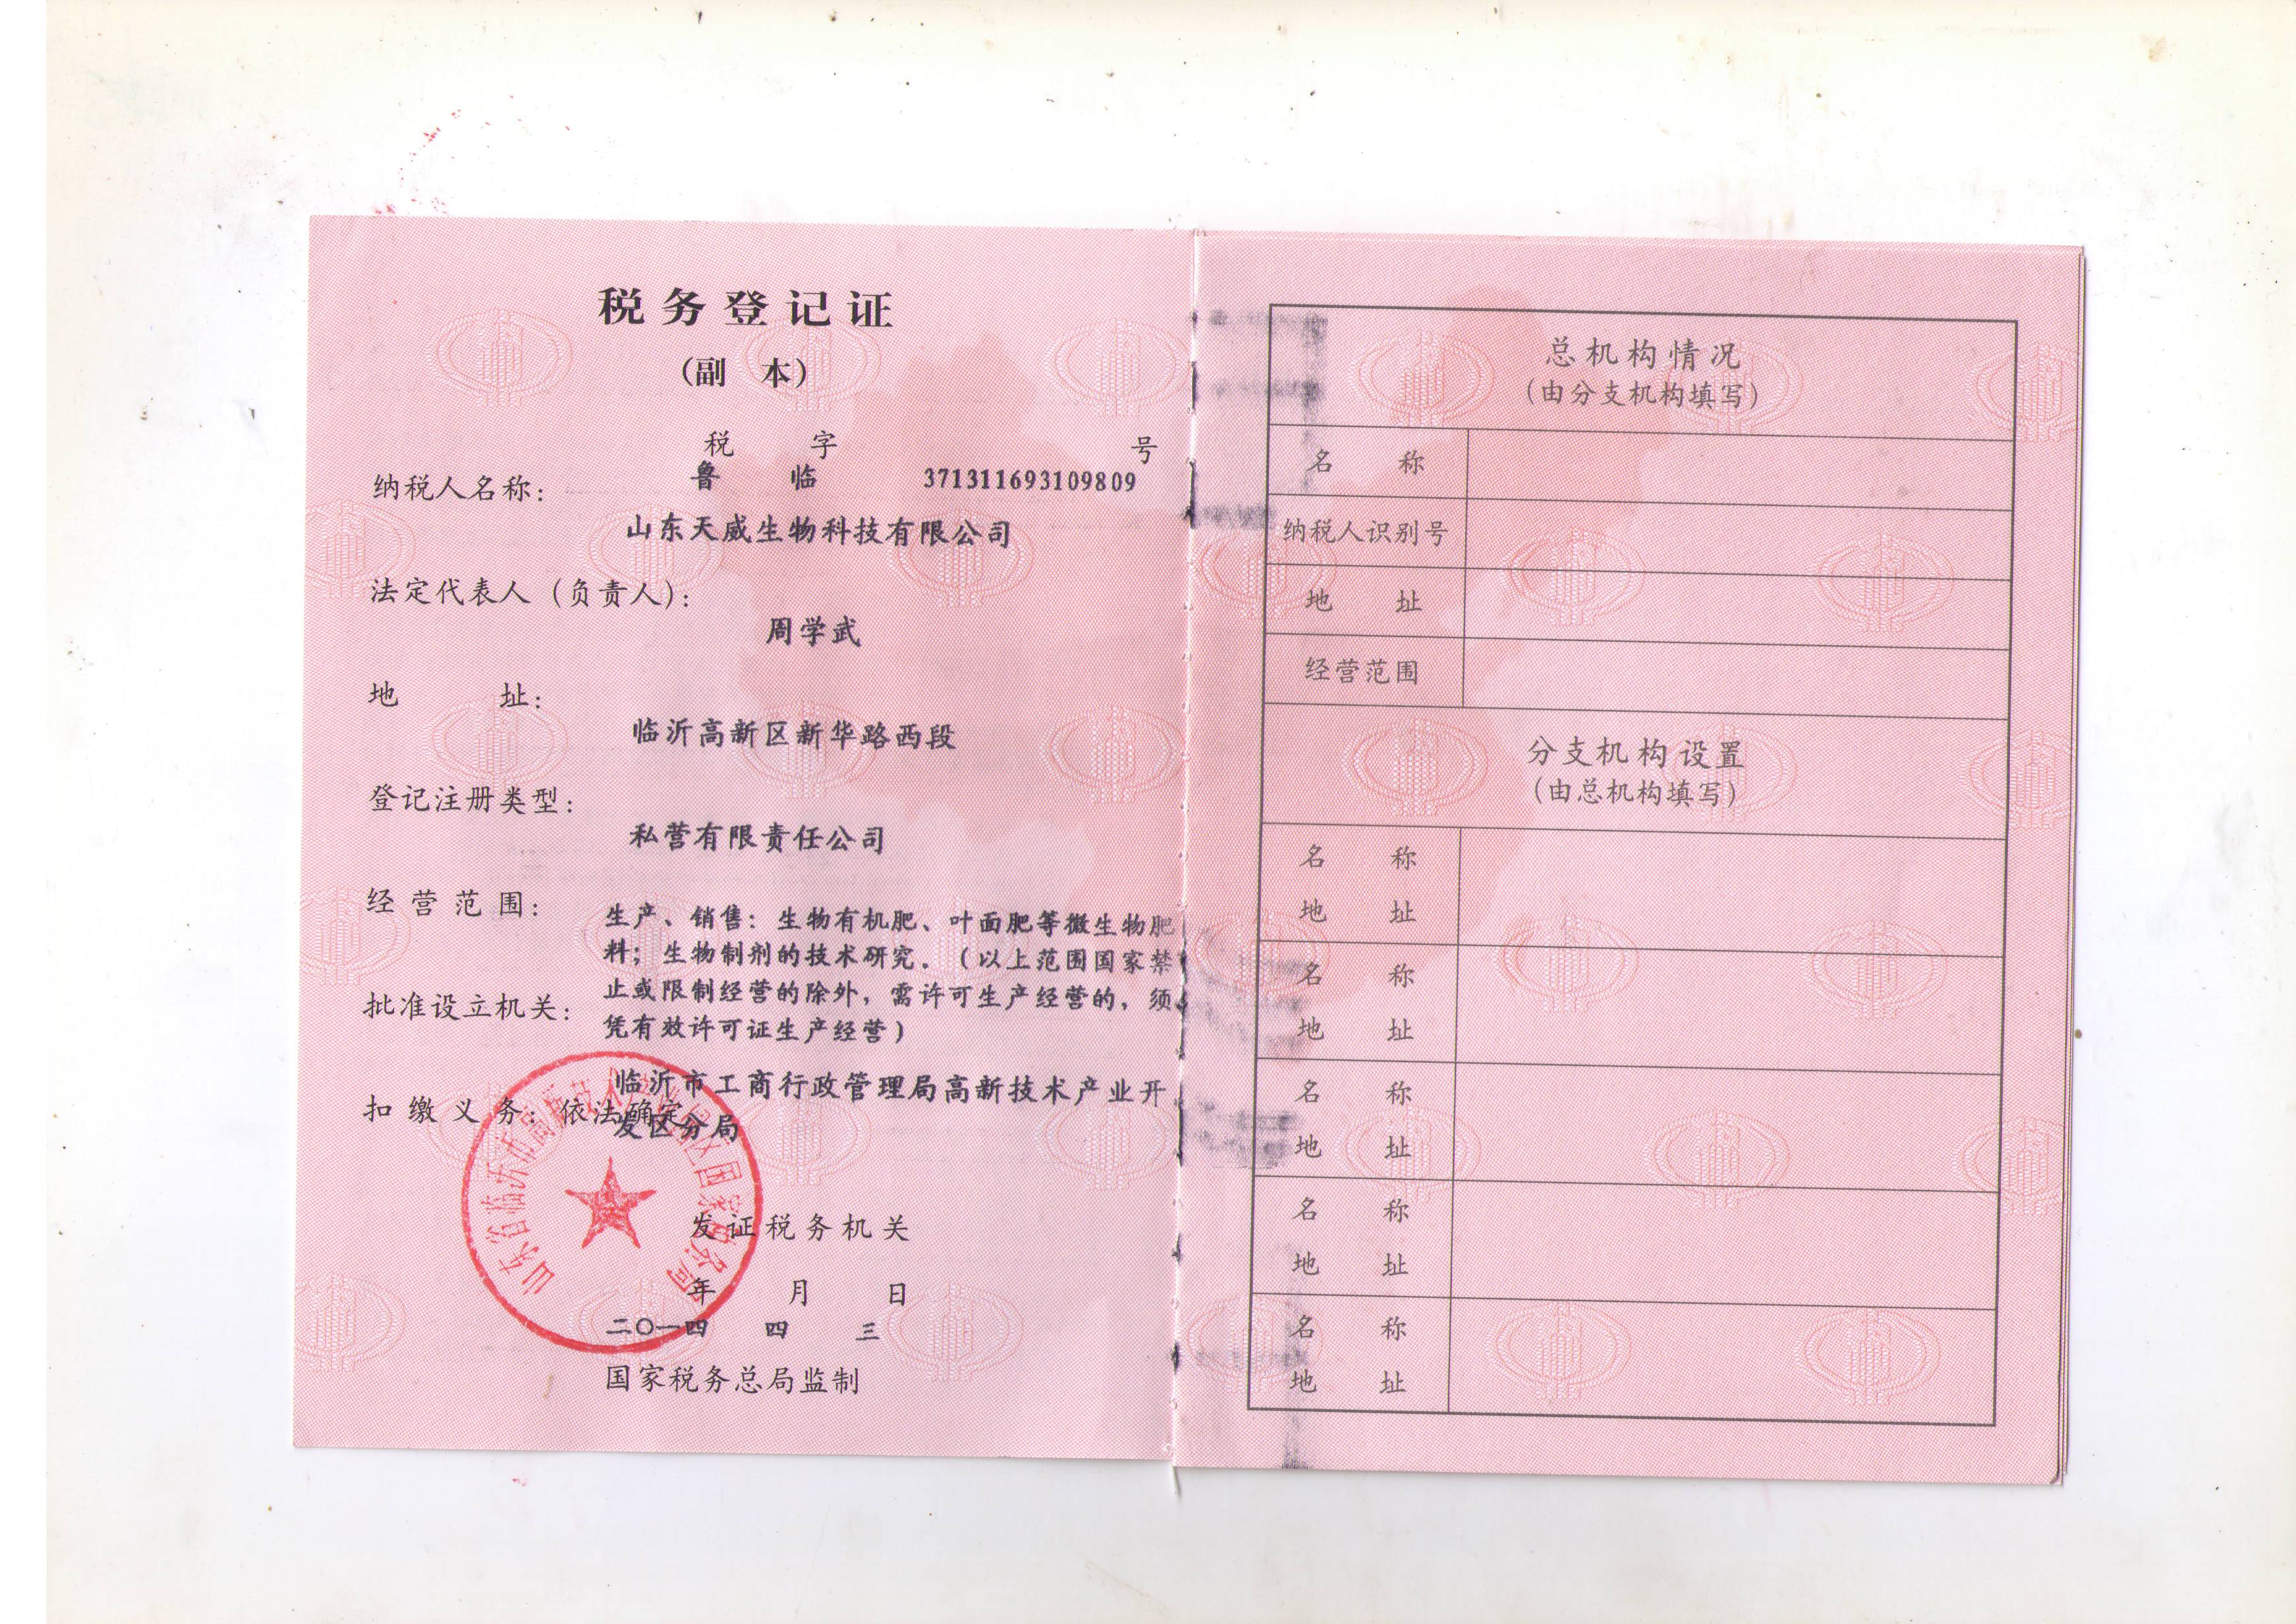 税务登记证
(副 本)
税 字 号
鲁 临 371311693109809
纳税人名称：
山东天威生物科技有限公司
法定代表人（负责人）：
周学武
地 址：
临沂高新区新华路西段
登记注册类型：
私营有限责任公司
经营范围：
生产、销售：生物有机肥、叶面肥等微生物肥
料；生物制剂的技术研究。（以上范围国家禁
止或限制经营的除外，需许可生产经营的，须
凭有效许可证生产经营）
批准设立机关：
临沂市工商行政管理局高新技术产业开
发区分局
扣缴义务：依法确定
发证税务机关
年 月 日
二〇一四 四 三
国家税务总局监制
总机构情况
(由分支机构填写)
名 称
纳税人识别号
地 址
经营范围
分支机构设置
(由总机构填写)
名 称
地 址
名 称
地 址
名 称
地 址
名 称
地 址
名 称
地 址